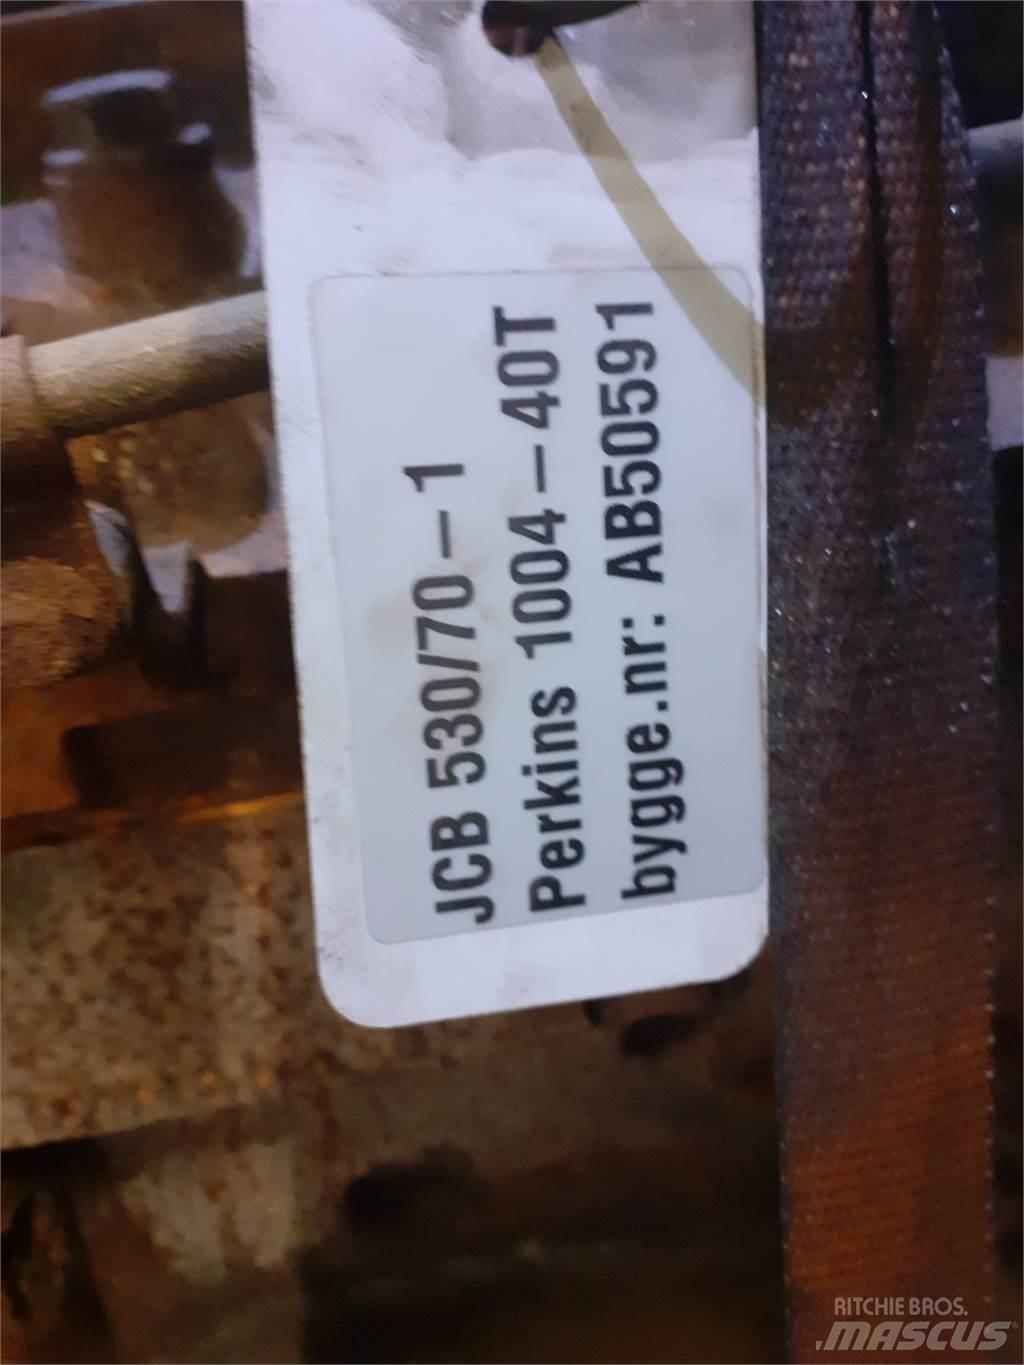 JCB 530/70-1
Perkins 1004-40T
bygge.nr: AB50591
RITCHIE BROS.
MASCUS®